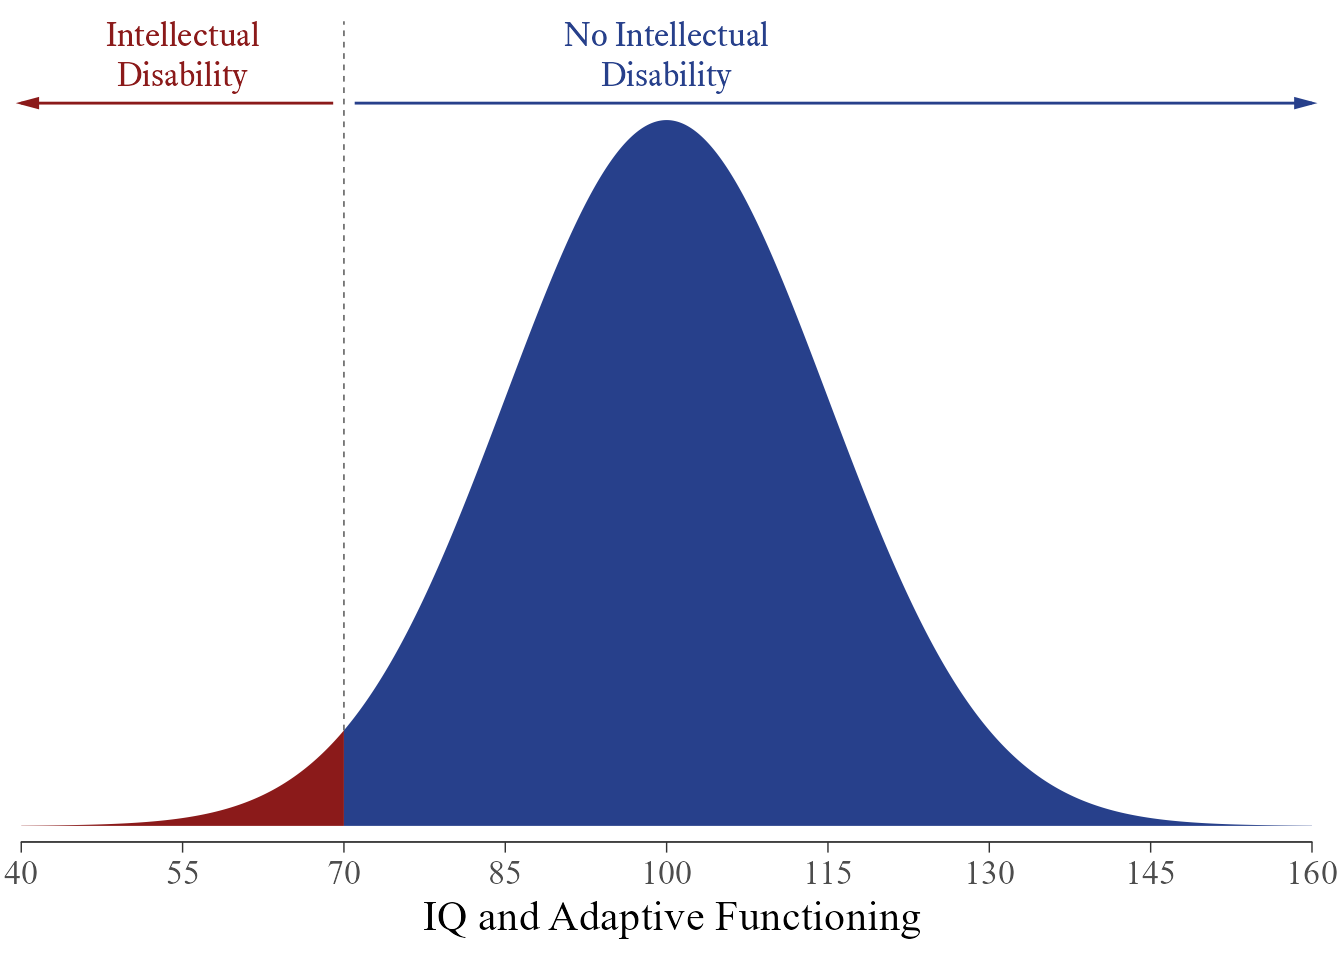 Intellectual
Disability
No Intellectual
Disability
40 55 70 85 100 115 130 145 160
IQ and Adaptive Functioning